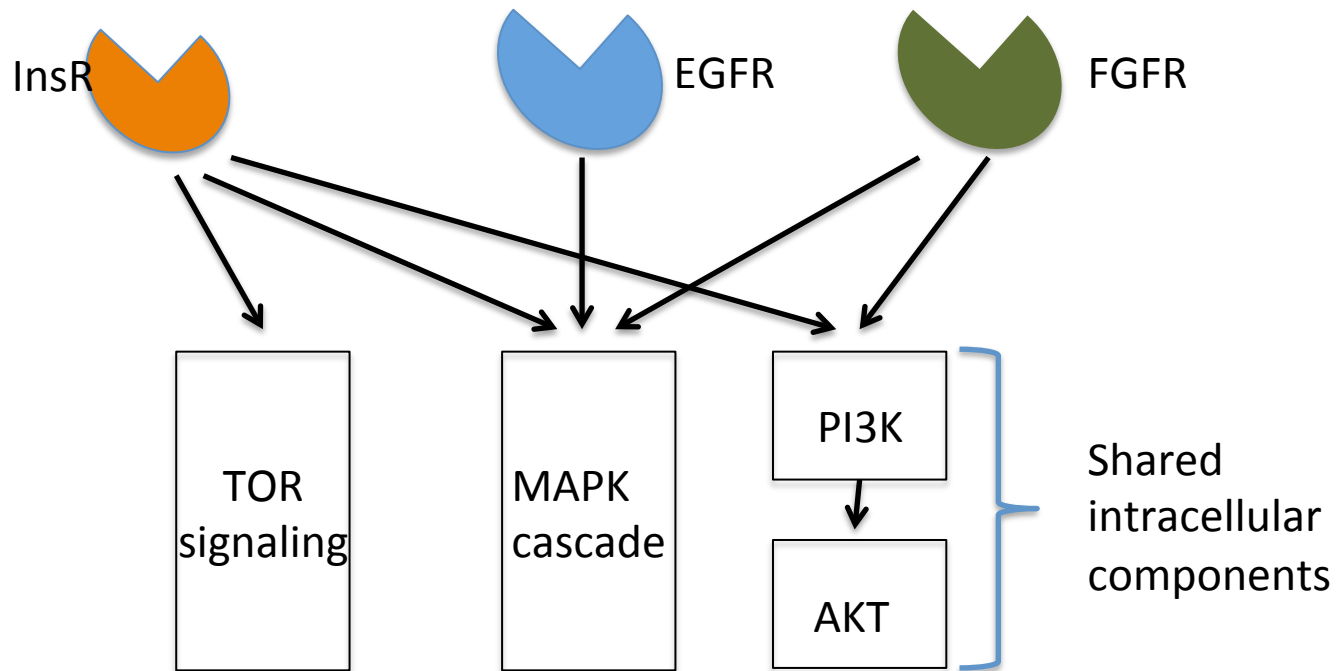 InsR
EGFR
FGFR
TOR
signaling
MAPK
cascade
PI3K
AKT
Shared
intracellular
components